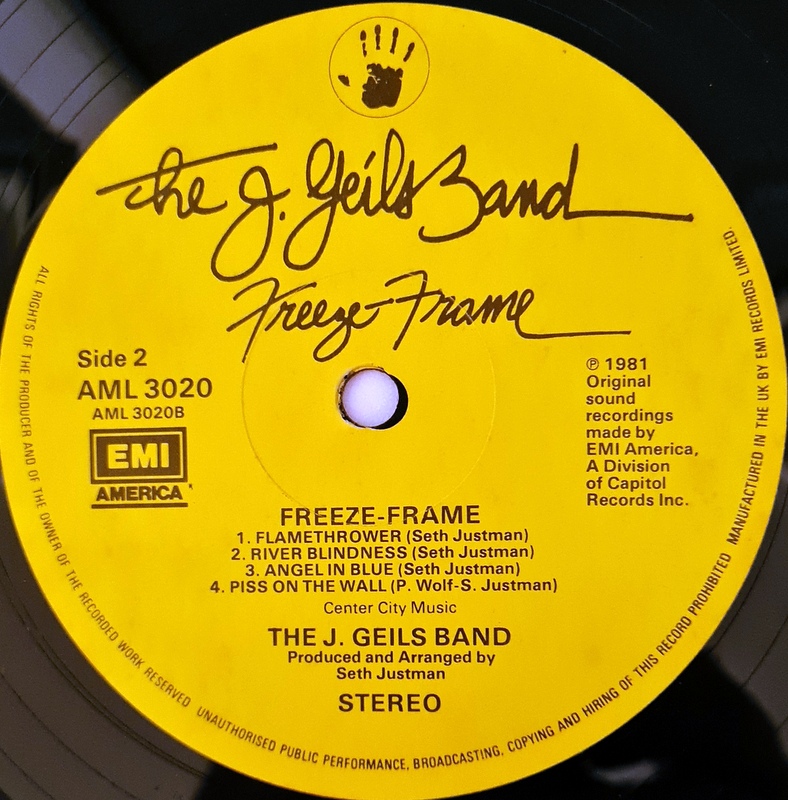 the J. Geils Band
Freeze-Frame
Side 2
AML 3020
AML 3020B
EMI
AMERICA
℗ 1981
Original
sound
recordings
made by
EMI America,
A Division
of Capitol
Records Inc.
FREEZE-FRAME
1. FLAMETHROWER (Seth Justman)
2. RIVER BLINDNESS (Seth Justman)
3. ANGEL IN BLUE (Seth Justman)
4. PISS ON THE WALL (P. Wolf-S. Justman)
Center City Music
THE J. GEILS BAND
Produced and Arranged by
Seth Justman
STEREO
ALL RIGHTS OF THE PRODUCER AND OF THE OWNER OF THE RECORDED WORK RESERVED UNAUTHORISED PUBLIC PERFORMANCE, BROADCASTING, COPYING AND HIRING OF THIS RECORD PROHIBITED MANUFACTURED IN THE UK BY EMI RECORDS LIMITED.